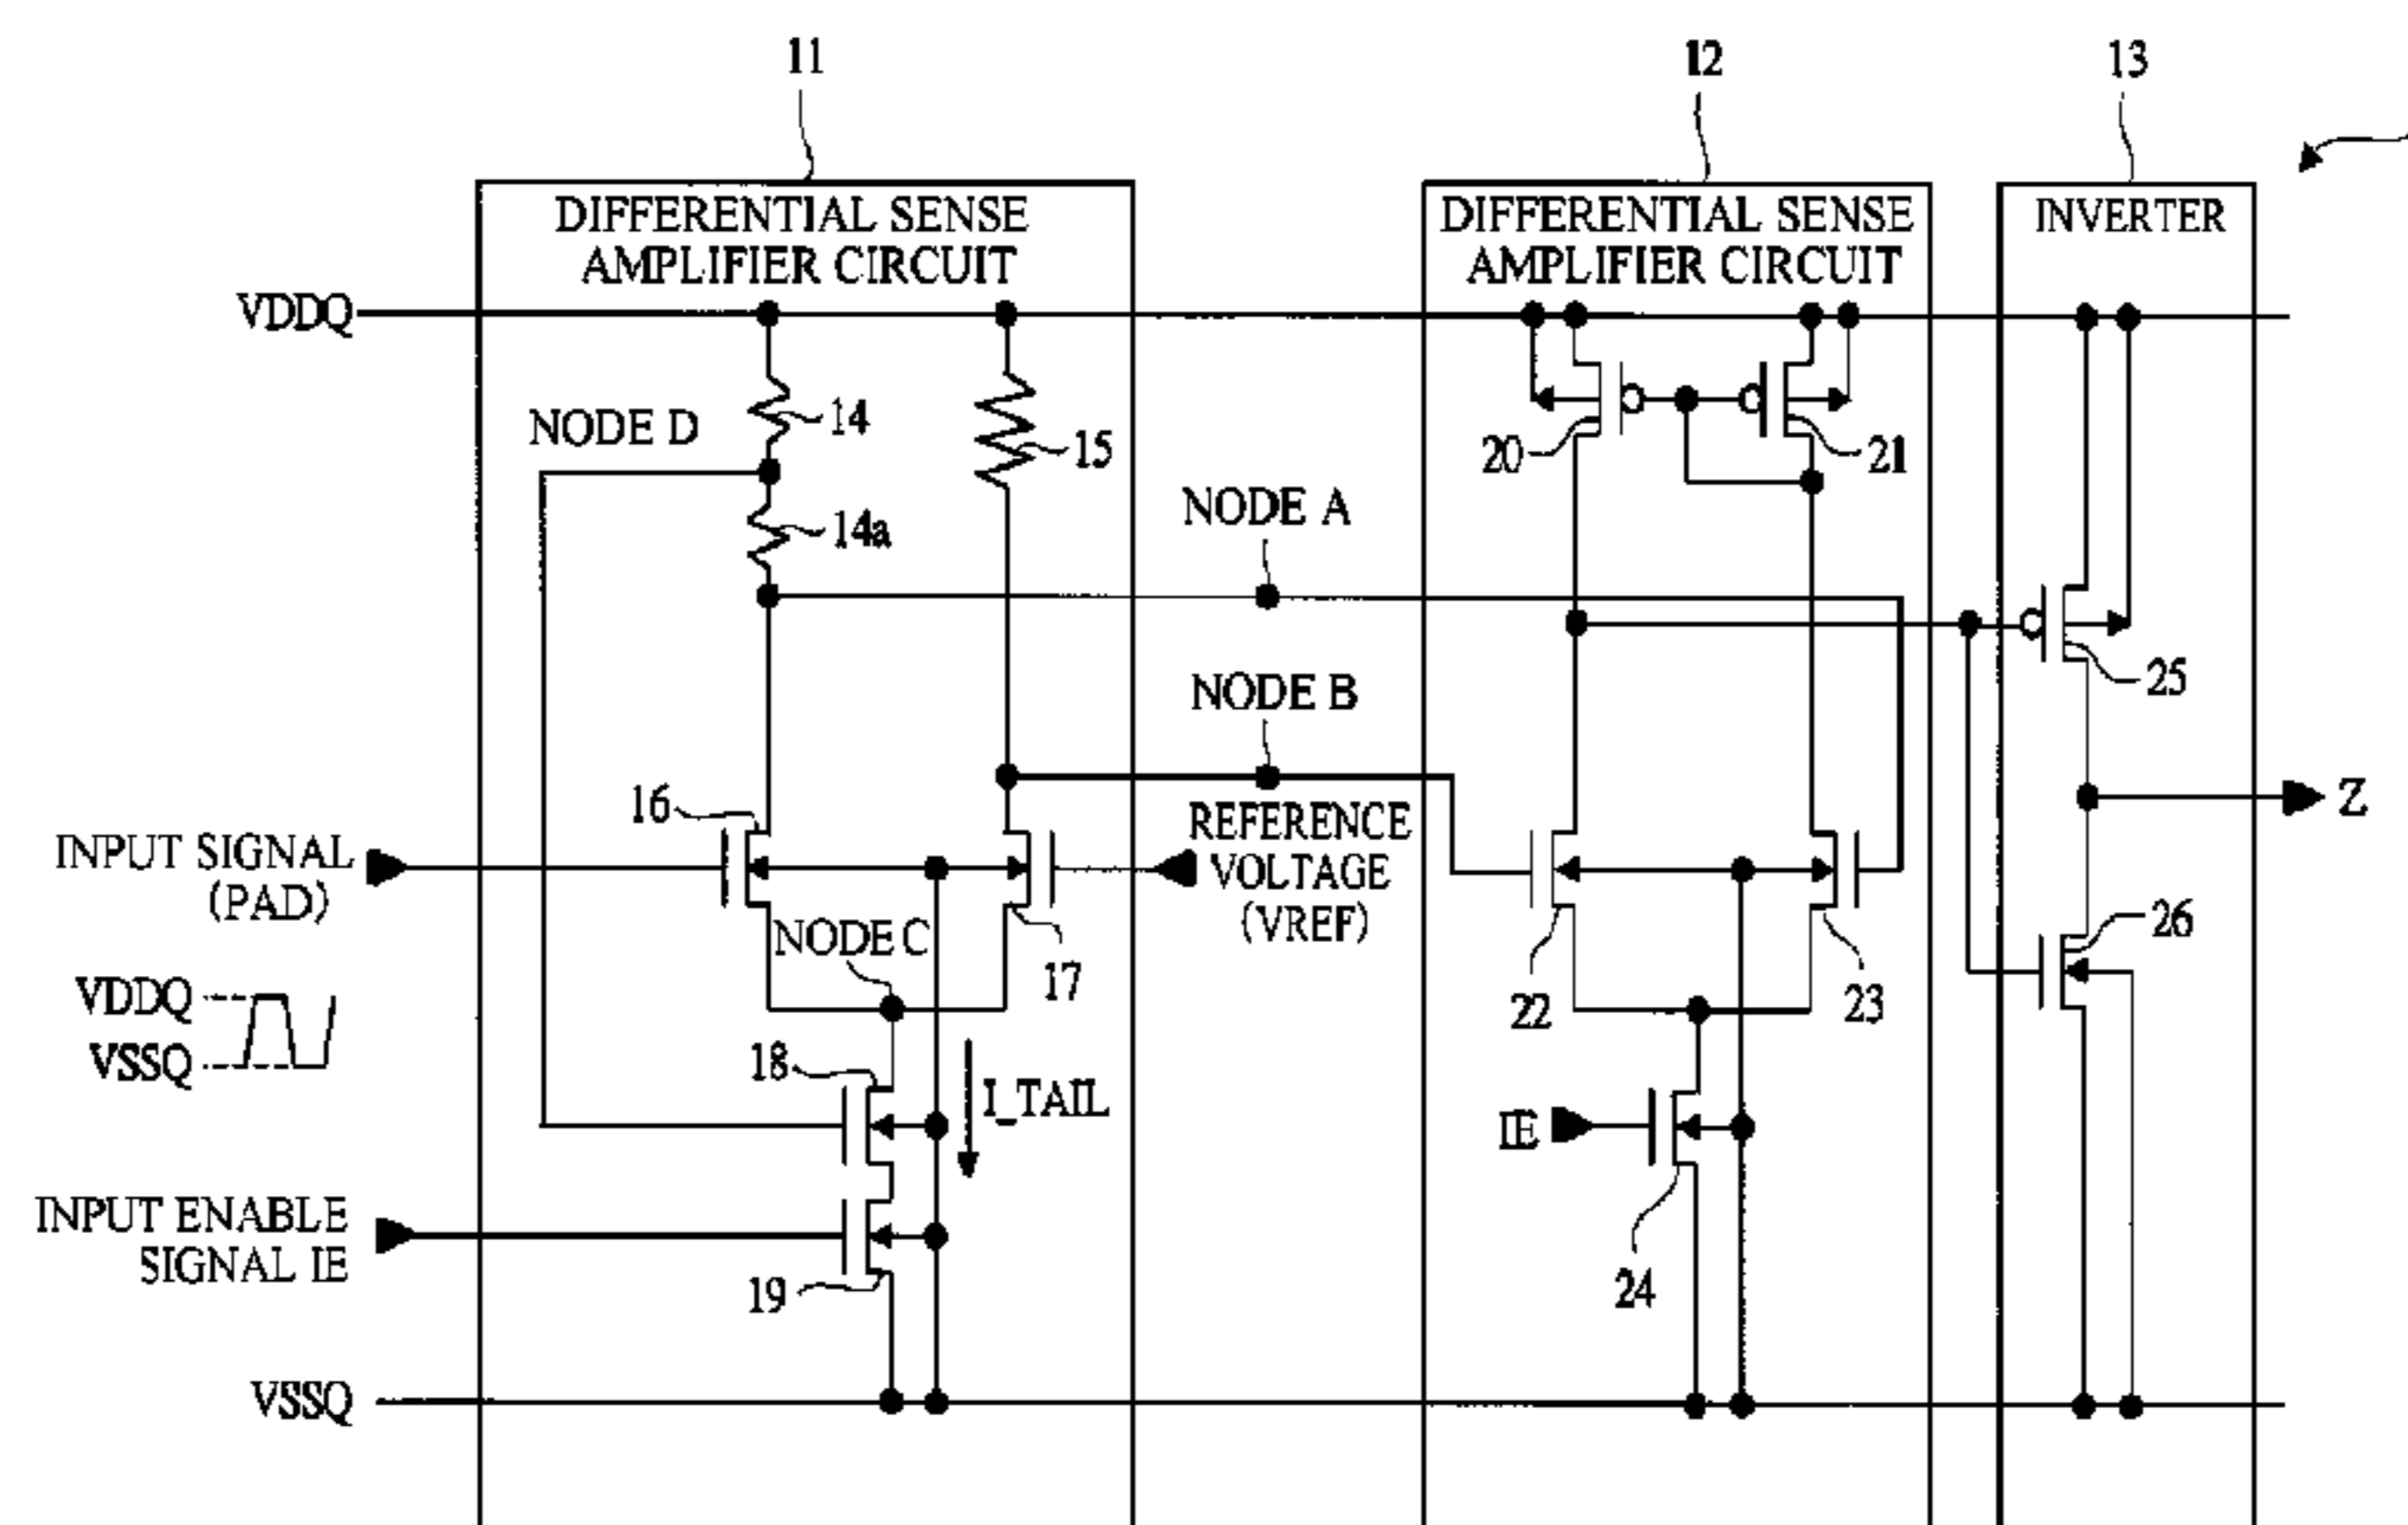 11
12
13
DIFFERENTIAL SENSE
AMPLIFIER CIRCUIT
DIFFERENTIAL SENSE
AMPLIFIER CIRCUIT
INVERTER
VDDQ
NODE D
14
15
20
21
14a
NODE A
25
NODE B
16
Z
INPUT SIGNAL
(PAD)
REFERENCE
VOLTAGE
(VREF)
NODE C
17
26
VDDQ
VSSQ
22
23
18
I_TAIL
IE
INPUT ENABLE
SIGNAL IE
19
24
VSSQ